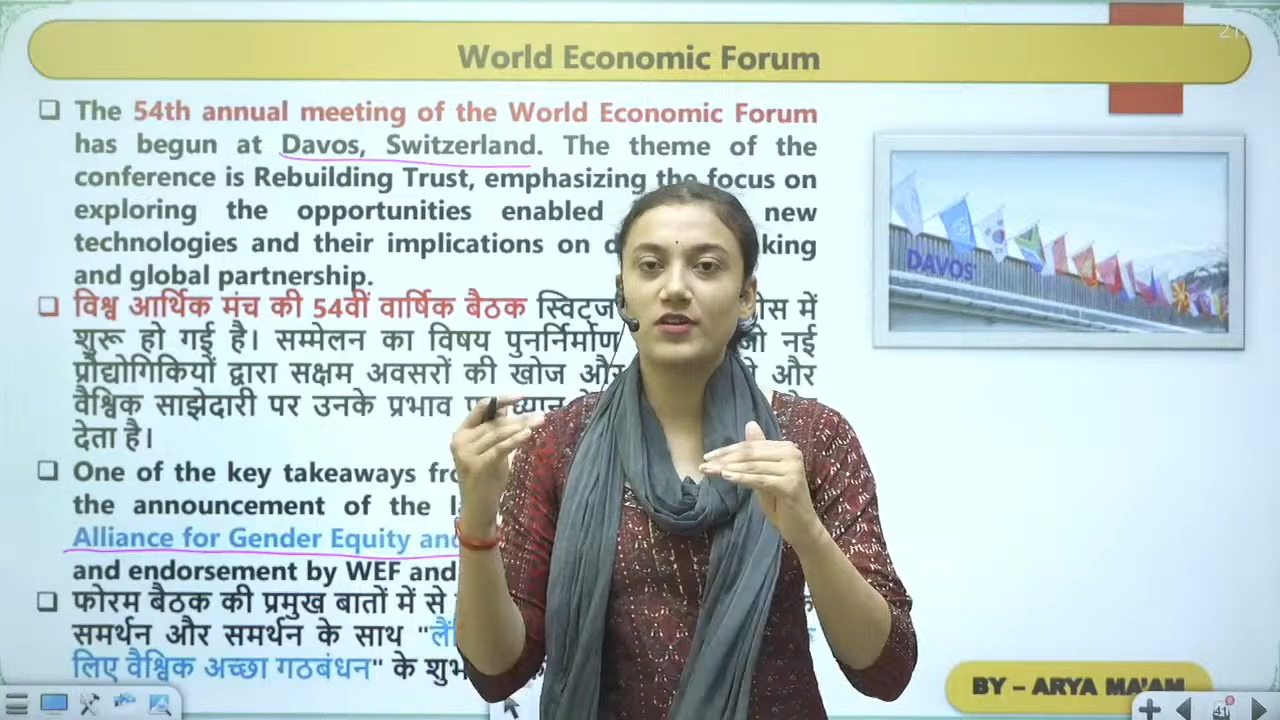 World Economic Forum
The 54th annual meeting of the World Economic Forum
has begun at Davos, Switzerland. The theme of the
conference is Rebuilding Trust, emphasizing the focus on
exploring the opportunities enabled new
technologies and their implications on
and global partnership.
विश्व आर्थिक मंच की 54वीं वार्षिक बैठक में
शुरू हो गई है। सम्मेलन का विषय पुनर्निर्माण नई
प्रौद्योगिकियों द्वारा सक्षम अवसरों की खोज और और
वैश्विक साझेदारी पर उनके प्रभाव
देता है।
One of the key takeaways
the announcement of the
Alliance for Gender Equity
and endorsement by WEF and
फोरम बैठक की प्रमुख बातों में से
समर्थन और समर्थन के साथ
लिए वैश्विक अच्छा गठबंधन" के
DAVOS
BY – ARYA MA'AM
41